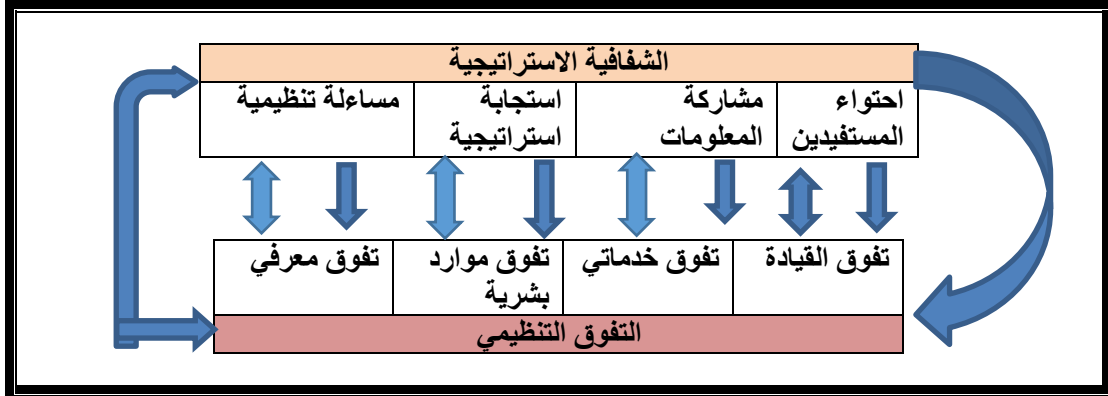 الشفافية الاستراتيجية
احتواء
المستفيدين
مشاركة
المعلومات
استجابة
استراتيجية
مساءلة تنظيمية
تفوق القيادة
تفوق خدماتي
تفوق موارد
بشرية
تفوق معرفي
التفوق التنظيمي